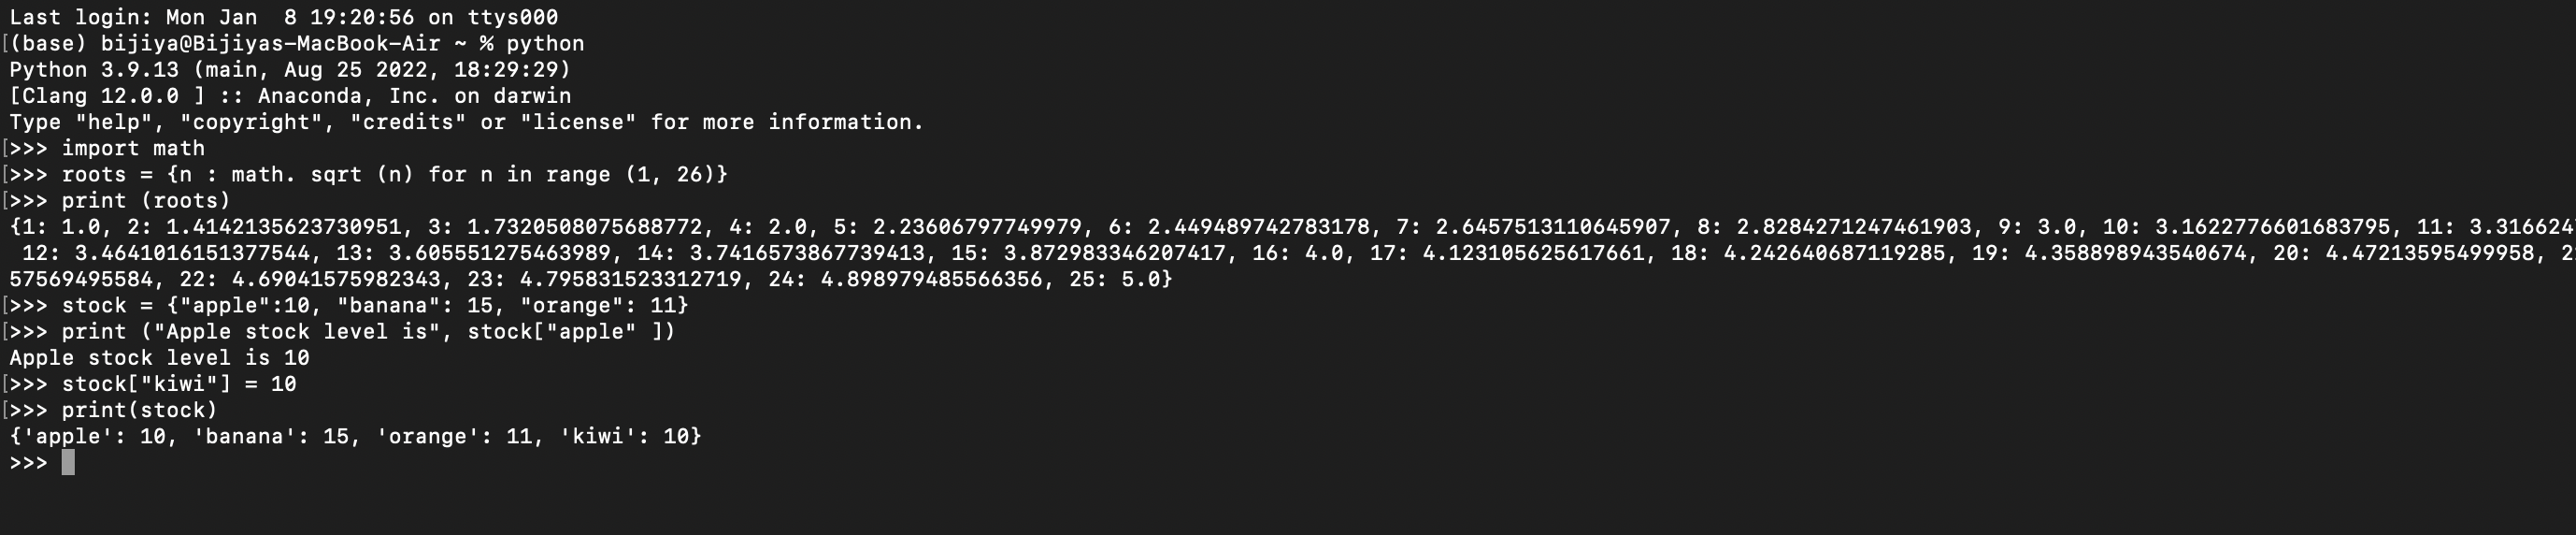 Last login: Mon Jan  8 19:20:56 on ttys000
[(base) bijiya@Bijiyas-MacBook-Air ~ % python
Python 3.9.13 (main, Aug 25 2022, 18:29:29)
[Clang 12.0.0 ] :: Anaconda, Inc. on darwin
Type "help", "copyright", "credits" or "license" for more information.
[>>> import math
[>>> roots = {n : math. sqrt (n) for n in range (1, 26)}
[>>> print (roots)
{1: 1.0, 2: 1.4142135623730951, 3: 1.7320508075688772, 4: 2.0, 5: 2.23606797749979, 6: 2.449489742783178, 7: 2.6457513110645907, 8: 2.8284271247461903, 9: 3.0, 10: 3.1622776601683795, 11: 3.316624
 12: 3.4641016151377544, 13: 3.605551275463989, 14: 3.7416573867739413, 15: 3.872983346207417, 16: 4.0, 17: 4.123105625617661, 18: 4.242640687119285, 19: 4.358898943540674, 20: 4.47213595499958, 2
57569495584, 22: 4.69041575982343, 23: 4.795831523312719, 24: 4.898979485566356, 25: 5.0}
[>>> stock = {"apple":10, "banana": 15, "orange": 11}
[>>> print ("Apple stock level is", stock["apple" ])
Apple stock level is 10
[>>> stock["kiwi"] = 10
[>>> print(stock)
{'apple': 10, 'banana': 15, 'orange': 11, 'kiwi': 10}
>>>